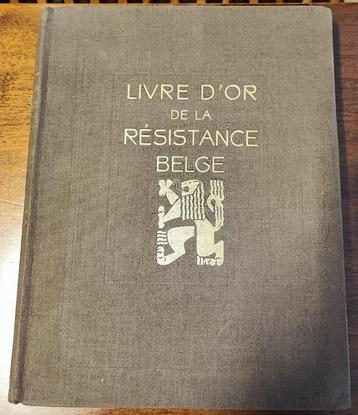 LIVRE D'OR
DE LA
RÉSISTANCE
BELGE